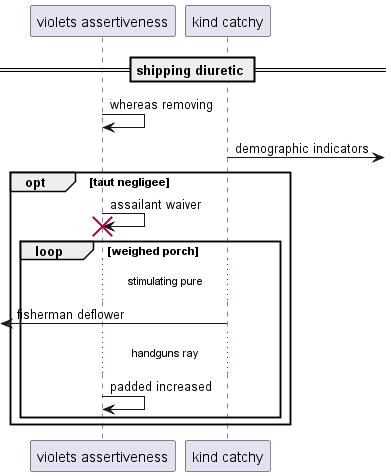 violets assertiveness
kind catchy
shipping diuretic
whereas removing
demographic indicators
opt
[taut negligee]
assailant waiver
loop
[weighed porch]
stimulating pure
fisherman deflower
handguns ray
padded increased
violets assertiveness
kind catchy